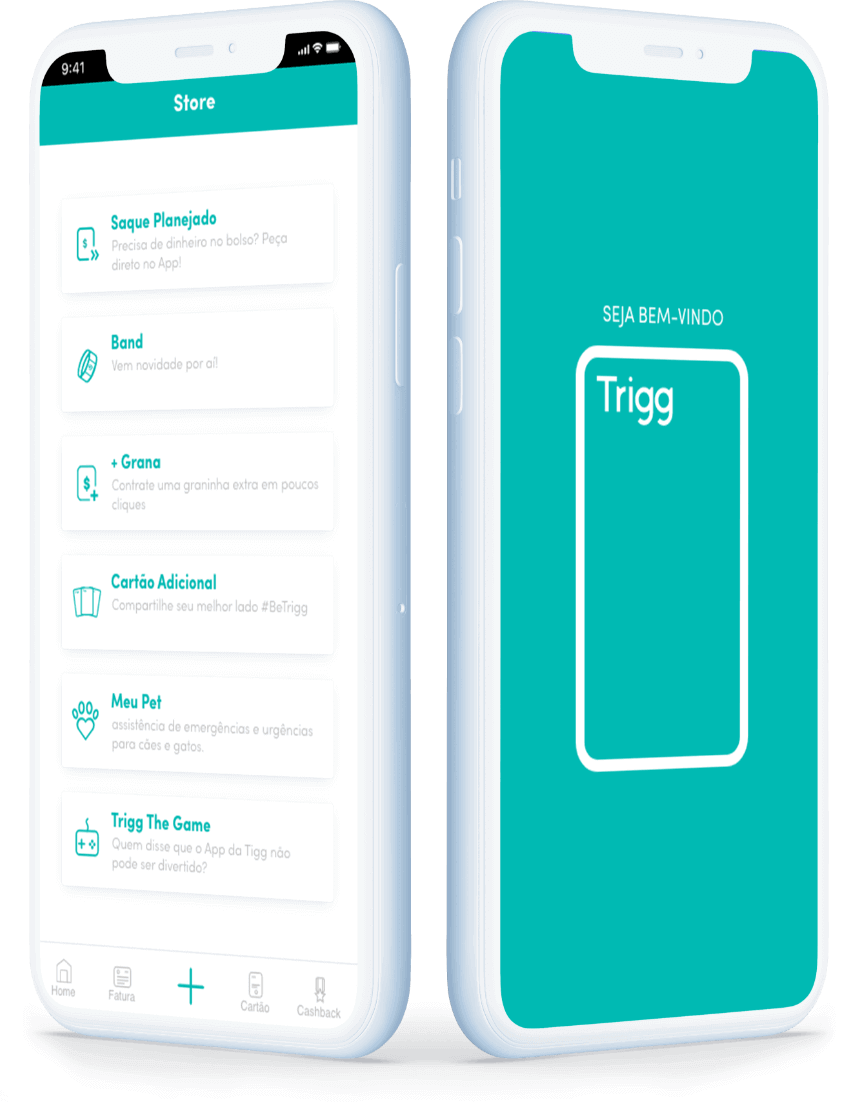 9:41
Store
Saque Planejado
Precisa de dinheiro no bolso? Peça
direto no App!
Band
Vem novidade por aí!
+ Grana
Contrate uma graninha extra em poucos
cliques
Cartão Adicional
Compartilhe seu melhor lado #BeTrigg
Meu Pet
assistência de emergências e urgências
para cães e gatos.
Trigg The Game
Quem disse que o App da Tigg não
pode ser divertido?
Home
Fatura
Cartão
Cashback
SEJA BEM-VINDO
Trigg